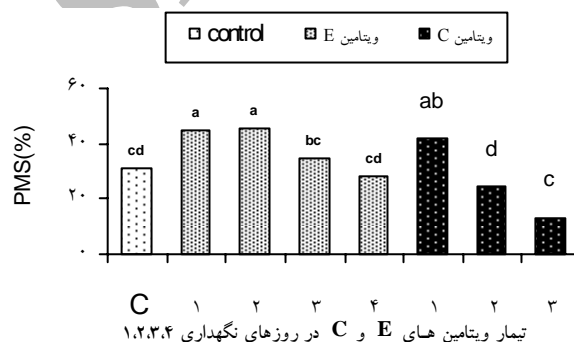 control ویتامین E ویتامین C
PMS(%)
۶۰
۴۰
۲۰
۰
cd a a bc cd ab d c
C ۱ ۲ ۳ ۴ ۱ ۲ ۳
تیمار ویتامین های E و C در روزهای نگهداری ۱،۲،۳،۴